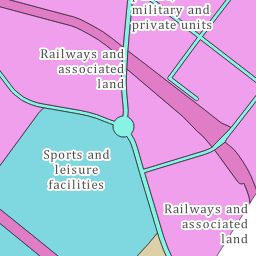 military and
private units
Railways and
associated
land
Sports and
leisure
facilities
Railways and
associated
land